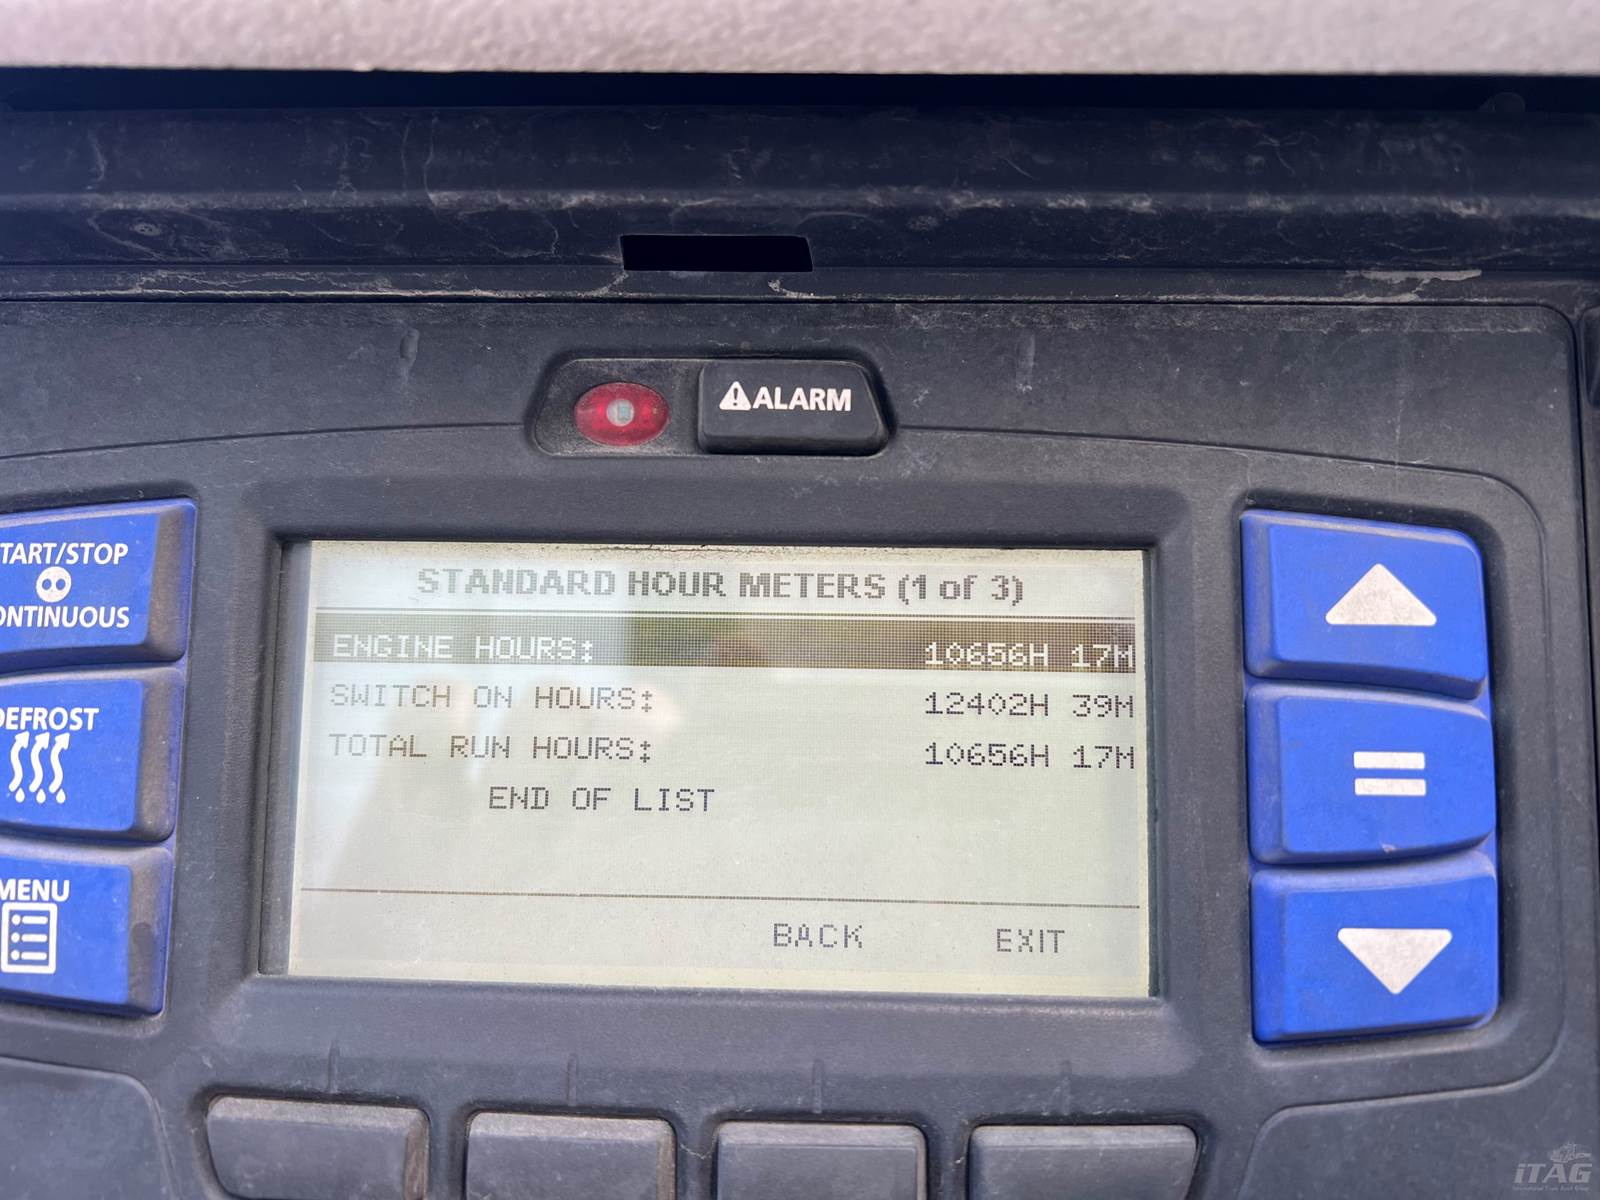 ⚠ALARM
TART/STOP
ONTINUOUS
DEFROST
MENU
STANDARD HOUR METERS (1 of 3)
ENGINE HOURS: 10656H 17M
SWITCH ON HOURS: 12402H 39M
TOTAL RUN HOURS: 10656H 17M
END OF LIST
BACK EXIT
iTAG